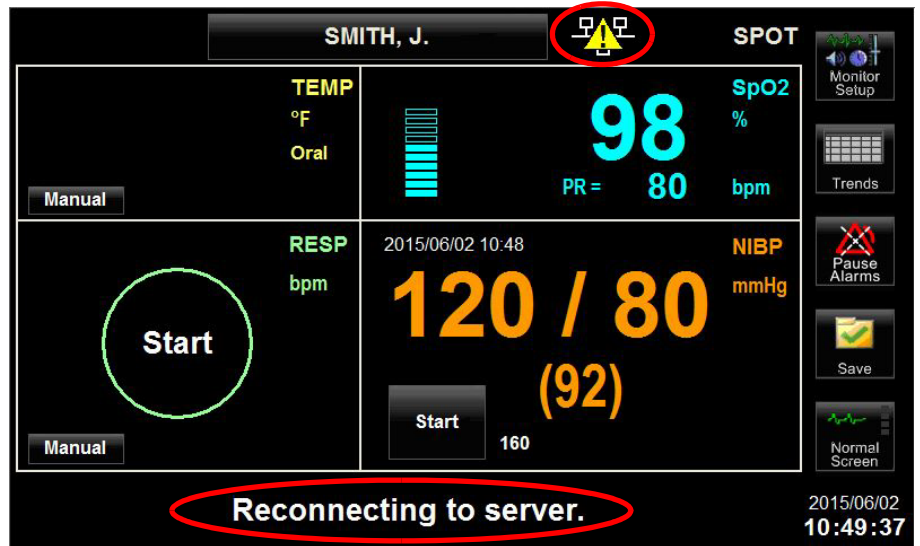 SMITH, J.
SPOT
Monitor
Setup
TEMP
°F
Oral
Manual
SpO2
%
98
PR = 80 bpm
Trends
RESP
bpm
Start
Manual
2015/06/02 10:48
NIBP
mmHg
120 / 80
(92)
Start
160
Pause
Alarms
Save
Normal
Screen
Reconnecting to server.
2015/06/02
10:49:37